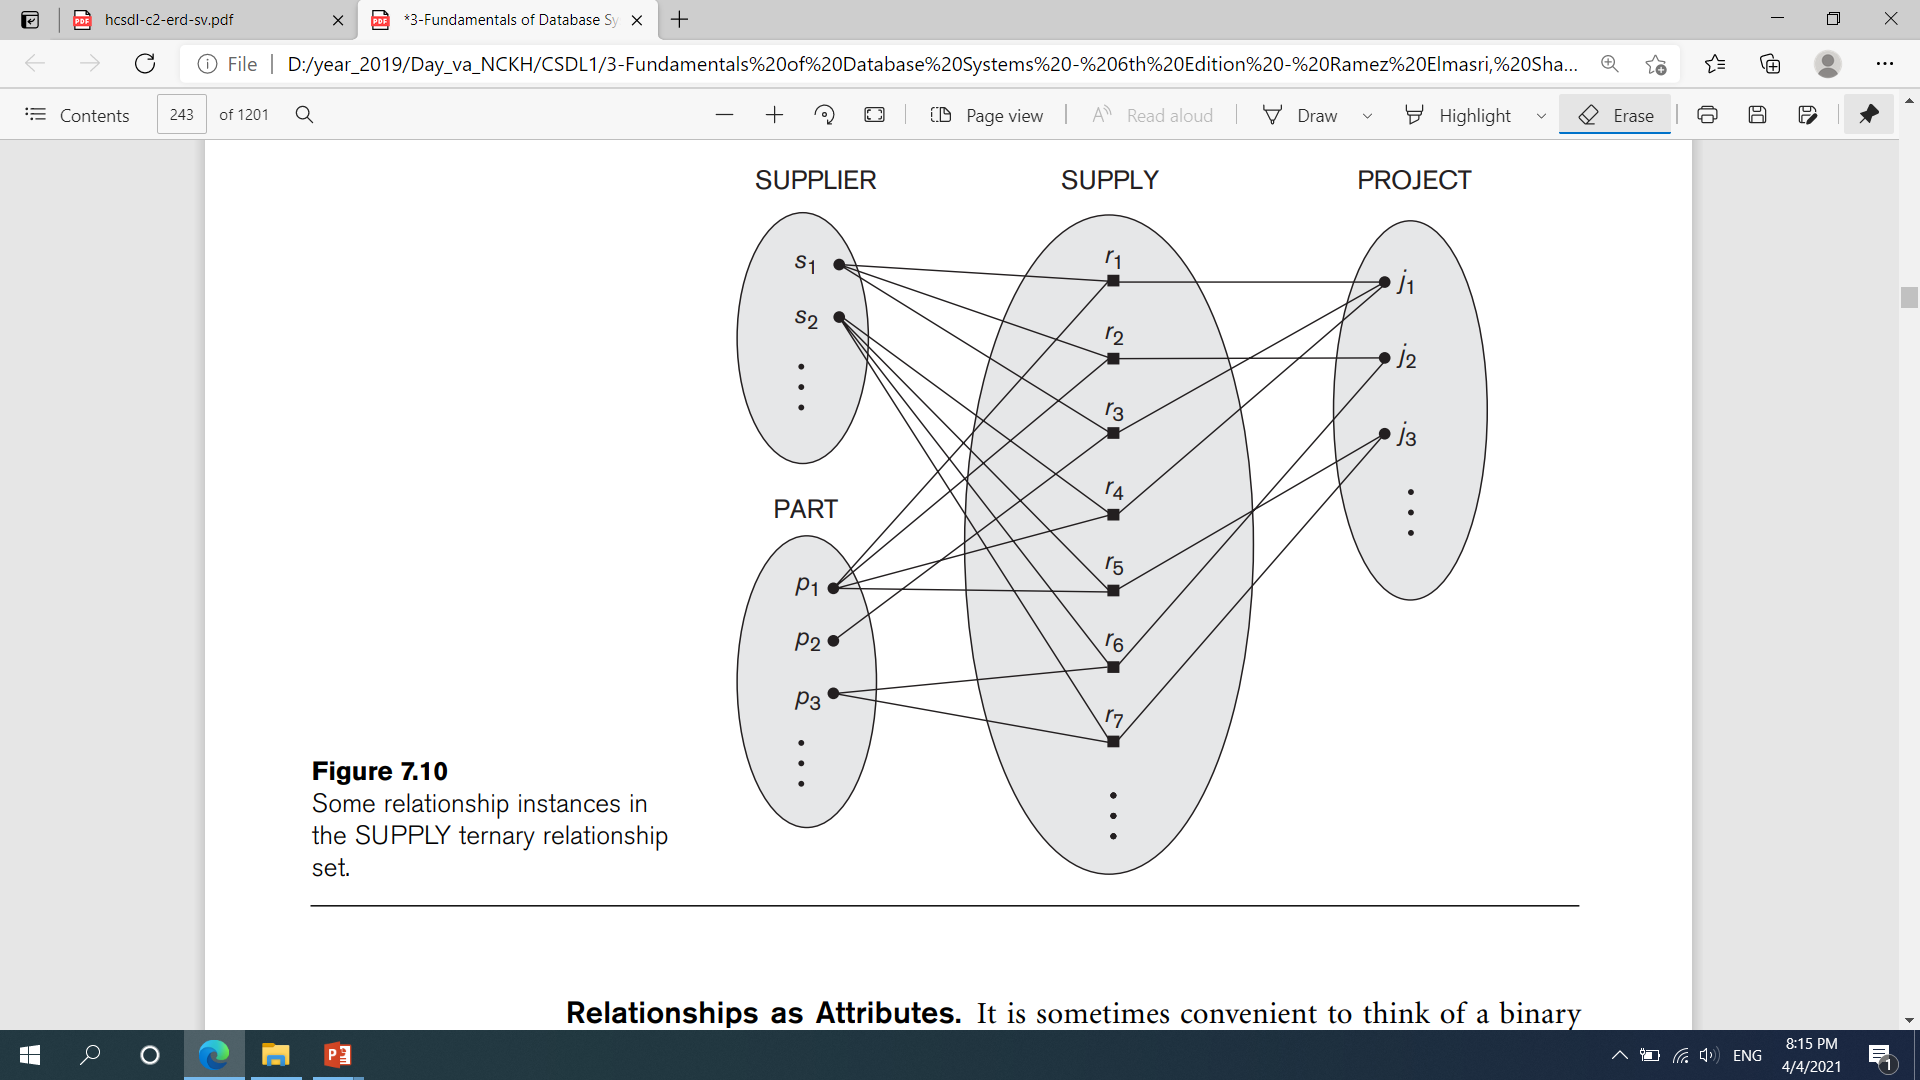 hcsdl-c2-erd-sv.pdf
*3-Fundamentals of Database Sy
File
D:/year_2019/Day_va_NCKH/CSDL1/3-Fundamentals%20of%20Database%20Systems%20-%206th%20Edition%20-%20Ramez%20Elmasri,%20Sha...
Contents
243
of 1201
Page view
Read aloud
Draw
Highlight
Erase
SUPPLIER
SUPPLY
PROJECT
s1
s2
r1
r2
r3
r4
r5
r6
r7
j1
j2
j3
PART
p1
p2
p3
Figure 7.10
Some relationship instances in
the SUPPLY ternary relationship
set.
Relationships as Attributes. It is sometimes convenient to think of a binary
ENG
8:15 PM
4/4/2021
1